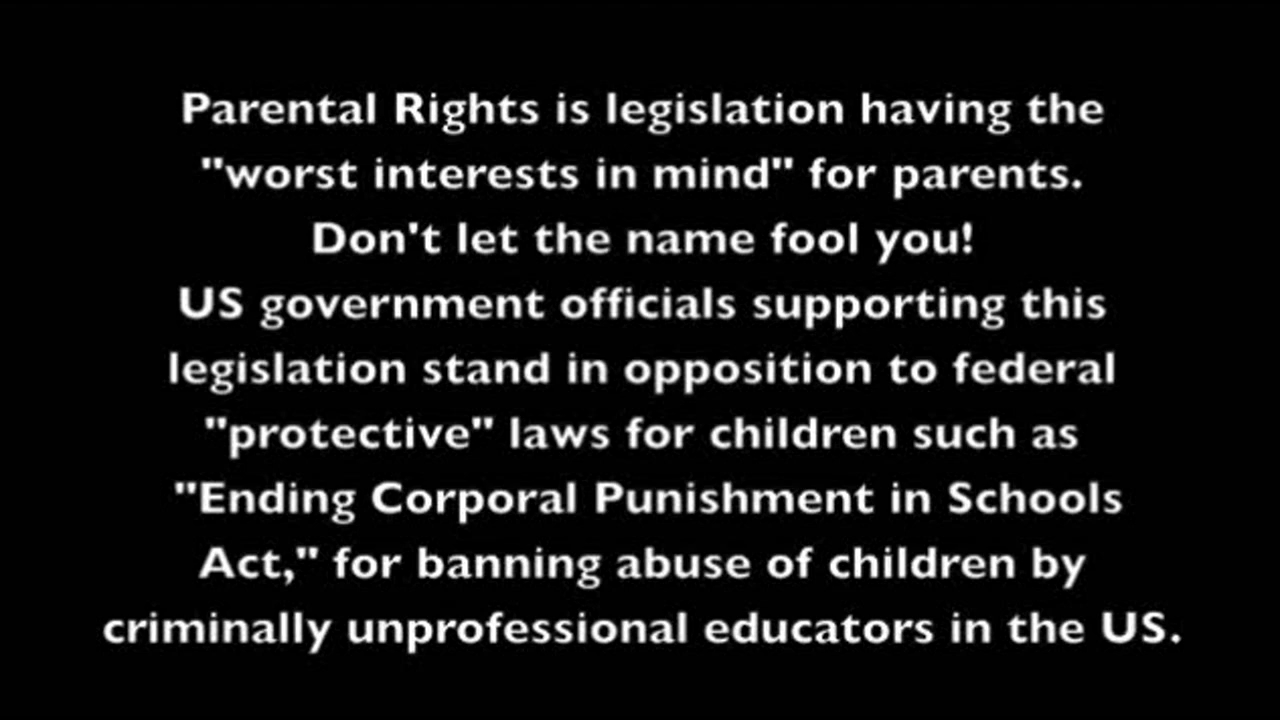 Parental Rights is legislation having the
"worst interests in mind" for parents.
Don't let the name fool you!
US government officials supporting this
legislation stand in opposition to federal
"protective" laws for children such as
"Ending Corporal Punishment in Schools
Act," for banning abuse of children by
criminally unprofessional educators in the US.